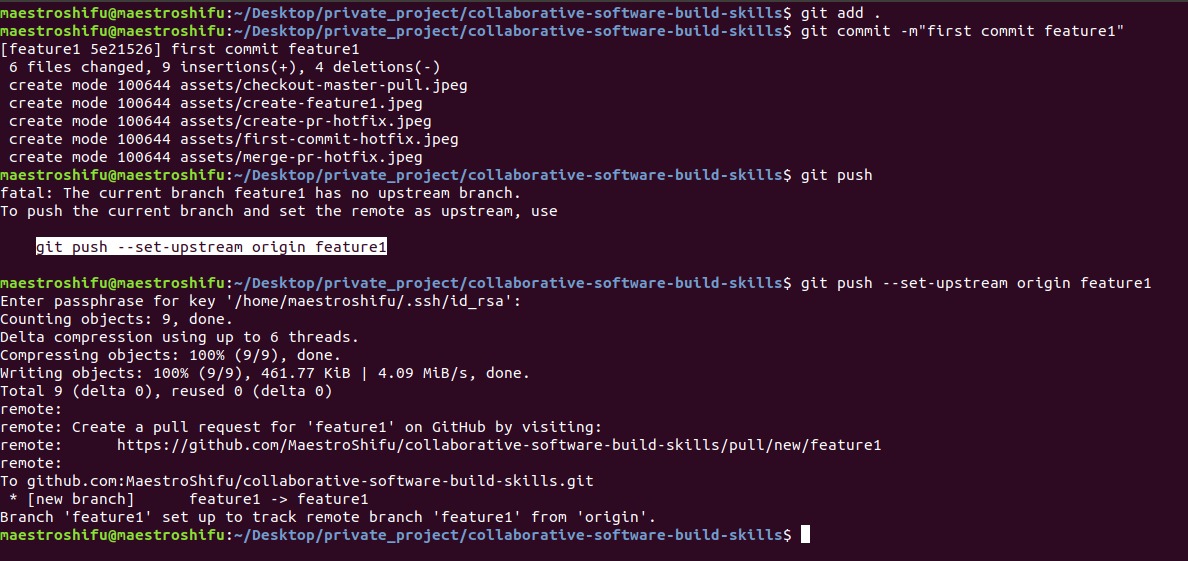 maestroshifu@maestroshifu:~/Desktop/private_project/collaborative-software-build-skills$ git add .
maestroshifu@maestroshifu:~/Desktop/private_project/collaborative-software-build-skills$ git commit -m"first commit feature1"
[feature1 5e21526] first commit feature1
 6 files changed, 9 insertions(+), 4 deletions(-)
 create mode 100644 assets/checkout-master-pull.jpeg
 create mode 100644 assets/create-feature1.jpeg
 create mode 100644 assets/create-pr-hotfix.jpeg
 create mode 100644 assets/first-commit-hotfix.jpeg
 create mode 100644 assets/merge-pr-hotfix.jpeg
maestroshifu@maestroshifu:~/Desktop/private_project/collaborative-software-build-skills$ git push
fatal: The current branch feature1 has no upstream branch.
To push the current branch and set the remote as upstream, use
    git push --set-upstream origin feature1
maestroshifu@maestroshifu:~/Desktop/private_project/collaborative-software-build-skills$ git push --set-upstream origin feature1
Enter passphrase for key '/home/maestroshifu/.ssh/id_rsa':
Counting objects: 9, done.
Delta compression using up to 6 threads.
Compressing objects: 100% (9/9), done.
Writing objects: 100% (9/9), 461.77 KiB | 4.09 MiB/s, done.
Total 9 (delta 0), reused 0 (delta 0)
remote:
remote: Create a pull request for 'feature1' on GitHub by visiting:
remote:      https://github.com/MaestroShifu/collaborative-software-build-skills/pull/new/feature1
remote:
To github.com:MaestroShifu/collaborative-software-build-skills.git
 * [new branch]      feature1 -> feature1
Branch 'feature1' set up to track remote branch 'feature1' from 'origin'.
maestroshifu@maestroshifu:~/Desktop/private_project/collaborative-software-build-skills$